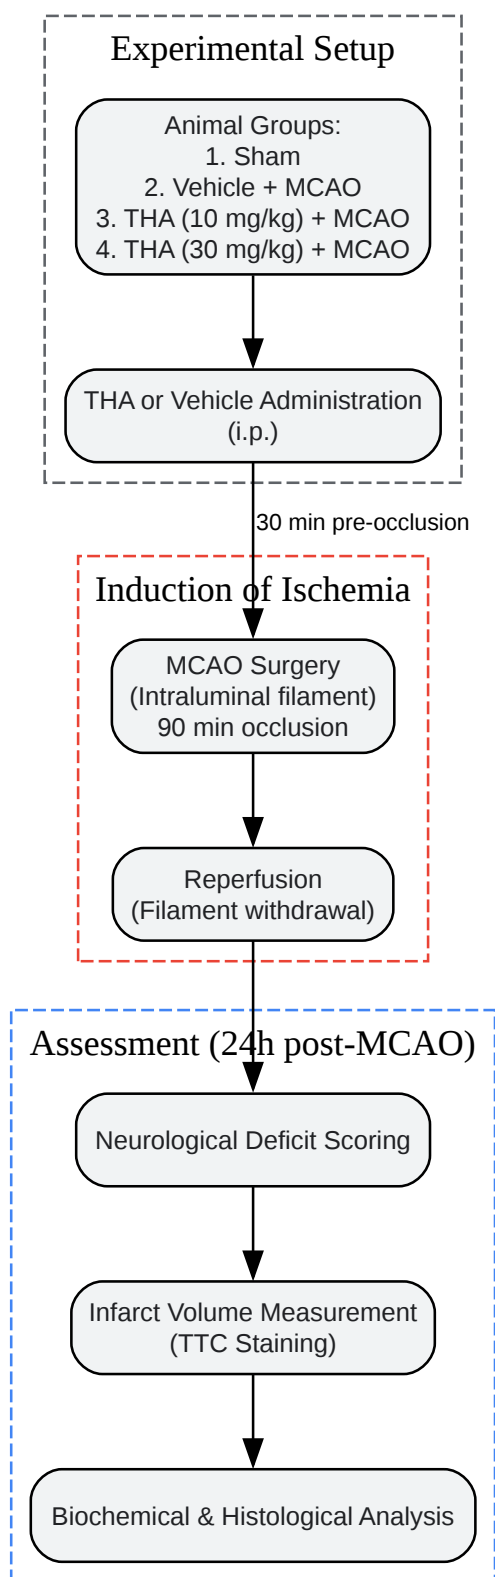 Experimental Setup
Animal Groups:
1. Sham
2. Vehicle + MCAO
3. THA (10 mg/kg) + MCAO
4. THA (30 mg/kg) + MCAO
THA or Vehicle Administration
(i.p.)
30 min pre-occlusion
Induction of Ischemia
MCAO Surgery
(Intraluminal filament)
90 min occlusion
Reperfusion
(Filament withdrawal)
Assessment (24h post-MCAO)
Neurological Deficit Scoring
Infarct Volume Measurement
(TTC Staining)
Biochemical & Histological Analysis